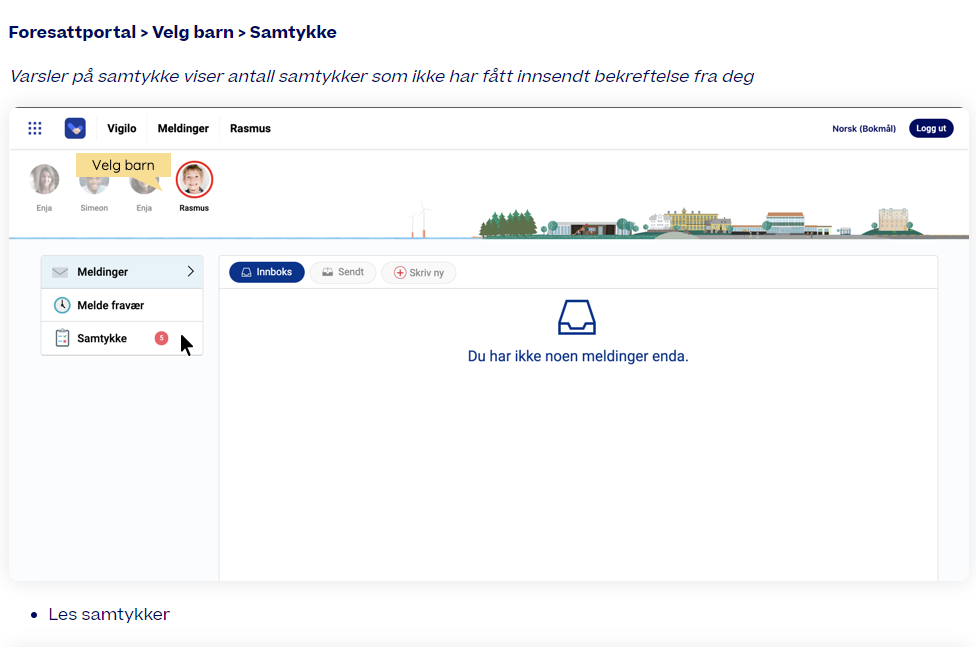 Foresattportal > Velg barn > Samtykke
Varsler på samtykke viser antall samtykker som ikke har fått innsendt bekreftelse fra deg
Vigilo Meldinger Rasmus Norsk (Bokmål) Logg ut
Velg barn
Enja Simeon Enja Rasmus
Meldinger
Melde fravær
Samtykke 5
Innboks Sendt Skriv ny
Du har ikke noen meldinger enda.
• Les samtykker